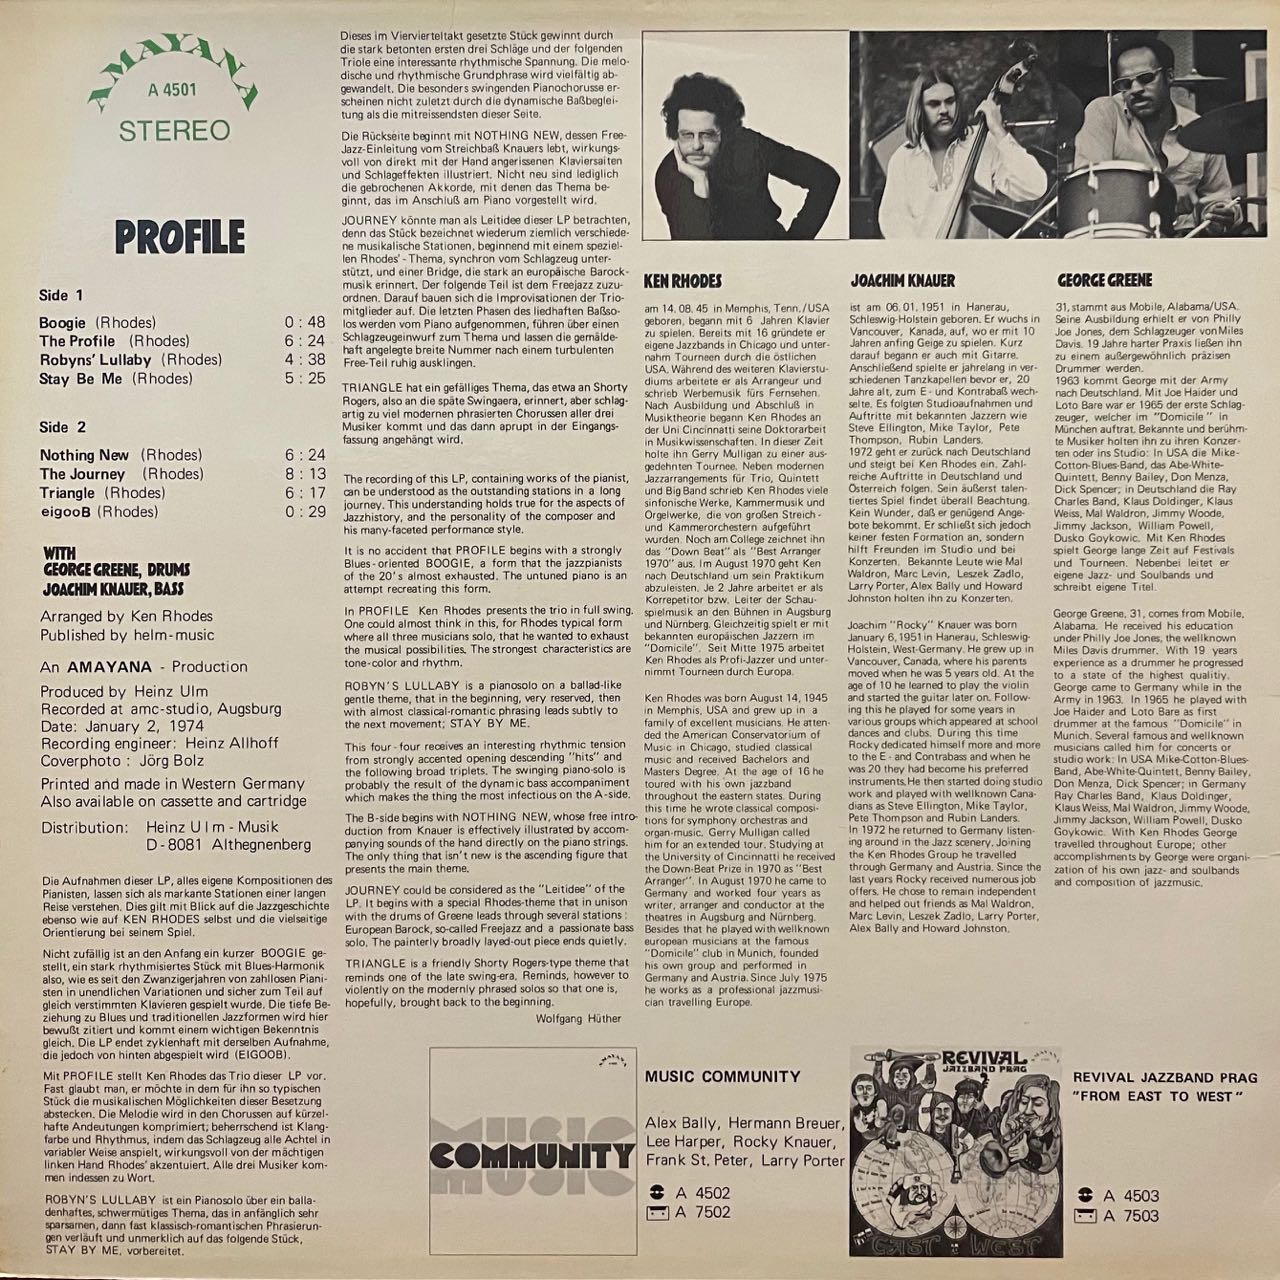 AMAYANA
A 4501
STEREO
PROFILE
Side 1
Boogie (Rhodes) 0 : 48
The Profile (Rhodes) 6 : 24
Robyns' Lullaby (Rhodes) 4 : 38
Stay Be Me (Rhodes) 5 : 25
Side 2
Nothing New (Rhodes) 6 : 24
The Journey (Rhodes) 8 : 13
Triangle (Rhodes) 6 : 17
eigooB (Rhodes) 0 : 29
WITH
GEORGE GREENE, DRUMS
JOACHIM KNAUER, BASS
Arranged by Ken Rhodes
Published by helm-music
An AMAYANA - Production
Produced by Heinz Ulm
Recorded at amc-studio, Augsburg
Date: January 2, 1974
Recording engineer: Heinz Allhoff
Coverphoto : Jörg Bolz
Printed and made in Western Germany
Also available on cassette and cartridge
Distribution: Heinz Ulm - Musik
D - 8081 Althegnenberg
Die Aufnahmen dieser LP, alles eigene Kompositionen des
Pianisten, lassen sich als markante Stationen einer langen
Reise verstehen. Dies gilt mit Blick auf die Jazzgeschichte
ebenso wie auf KEN RHODES selbst und die vielseitige
Orientierung bei seinem Spiel.
Nicht zufällig ist an den Anfang ein kurzer BOOGIE ge-
stellt, ein stark rhythmisiertes Stück mit Blues-Harmonik
also, wie es seit den Zwanzigerjahren von zahllosen Piani-
sten in unendlichen Variationen und sicher zum Teil auf
gleich verstimmten Klavieren gespielt wurde. Die tiefe Be-
ziehung zu Blues und traditionellen Jazzformen wird hier
bewußt zitiert und kommt einem wichtigen Bekenntnis
gleich. Die LP endet zyklenhaft mit derselben Aufnahme,
die jedoch von hinten abgespielt wird (EIGOOB).
Mit PROFILE stellt Ken Rhodes das Trio dieser LP vor.
Fast glaubt man, er möchte in dem für ihn so typischen
Stück die musikalischen Möglichkeiten dieser Besetzung
abstecken. Die Melodie wird in den Chorussen auf kürzel-
hafte Andeutungen komprimiert; beherrschend ist Klang-
farbe und Rhythmus, indem das Schlagzeug alle Achtel in
variabler Weise anspielt, wirkungsvoll von der mächtigen
linken Hand Rhodes' akzentuiert. Alle drei Musiker kom-
men indessen zu Wort.
ROBYN'S LULLABY ist ein Pianosolo über ein balla-
denhaftes, schwermütiges Thema, das in anfänglich sehr
sparsamen, dann fast klassisch-romantischen Phrasierun-
gen verläuft und unmerklich auf das folgende Stück,
STAY BY ME, vorbereitet.
Dieses im Viervierteltakt gesetzte Stück gewinnt durch
die stark betonten ersten drei Schläge und der folgenden
Triole eine interessante rhythmische Spannung. Die melo-
dische und rhythmische Grundphrase wird vielfältig ab-
gewandelt. Die besonders swingenden Pianochorusse er-
scheinen nicht zuletzt durch die dynamische Baßbeglei-
tung als die mitreissendsten dieser Seite.
Die Rückseite beginnt mit NOTHING NEW, dessen Free-
Jazz-Einleitung vom Streichbaß Knauers lebt, wirkungs-
voll von direkt mit der Hand angerissenen Klaviersaiten
und Schlageffekten illustriert. Nicht neu sind lediglich
die gebrochenen Akkorde, mit denen das Thema be-
ginnt, das im Anschluß am Piano vorgestellt wird.
JOURNEY könnte man als Leitidee dieser LP betrachten,
denn das Stück bezeichnet wiederum ziemlich verschiede-
ne musikalische Stationen, beginnend mit einem speziel-
len Rhodes' - Thema, synchron vom Schlagzeug unter-
stützt, und einer Bridge, die stark an europäische Barock-
musik erinnert. Der folgende Teil ist dem Freejazz zuzu-
ordnen. Darauf bauen sich die Improvisationen der Trio-
mitglieder auf. Die letzten Phasen des liedhaften Baßso-
los werden vom Piano aufgenommen, führen über einen
Schlagzeugeinwurf zum Thema und lassen die gemälde-
haft angelegte breite Nummer nach einem turbulenten
Free-Teil ruhig ausklingen.
TRIANGLE hat ein gefälliges Thema, das etwa an Shorty
Rogers, also an die späte Swingaera, erinnert, aber schlag-
artig zu viel modernen phrasierten Chorussen aller drei
Musiker kommt und das dann aprupt in der Eingangs-
fassung angehängt wird.
The recording of this LP, containing works of the pianist,
can be understood as the outstanding stations in a long
journey. This understanding holds true for the aspects of
Jazzhistory, and the personality of the composer and
his many-faceted performance style.
It is no accident that PROFILE begins with a strongly
Blues-oriented BOOGIE, a form that the jazzpianists
of the 20's almost exhausted. The untuned piano is an
attempt recreating this form.
In PROFILE Ken Rhodes presents the trio in full swing.
One could almost think in this, for Rhodes typical form
where all three musicians solo, that he wanted to exhaust
the musical possibilities. The strongest characteristics are
tone-color and rhythm.
ROBYN'S LULLABY is a pianosolo on a ballad-like
gentle theme, that in the beginning, very reserved, then
with almost classical-romantic phrasing leads subtly to
the next movement; STAY BY ME.
This four-four receives an interesting rhythmic tension
from strongly accented opening descending "hits" and
the following broad triplets. The swinging piano-solo is
probably the result of the dynamic bass accompaniment
which makes the thing the most infectious on the A-side.
The B-side begins with NOTHING NEW, whose free intro-
duction from Knauer is effectively illustrated by accom-
panying sounds of the hand directly on the piano strings.
The only thing that isn't new is the ascending figure that
presents the main theme.
JOURNEY could be considered as the "Leitidee" of the
LP. It begins with a special Rhodes-theme that in unison
with the drums of Greene leads through several stations :
European Barock, so-called Freejazz and a passionate bass
solo. The painterly broadly layed-out piece ends quietly.
TRIANGLE is a friendly Shorty Rogers-type theme that
reminds one of the late swing-era. Reminds, however to
violently on the modernly phrased solos so that one is,
hopefully, brought back to the beginning.
Wolfgang Hüther
KEN RHODES
am 14. 08. 45 in Memphis, Tenn./USA
geboren, begann mit 6 Jahren Klavier
zu spielen. Bereits mit 16 gründete er
eigene Jazzbands in Chicago und unter-
nahm Tourneen durch die östlichen
USA. Während des weiteren Klavierstu-
diums arbeitete er als Arrangeur und
schrieb Werbemusik fürs Fernsehen.
Nach Ausbildung und Abschluß in
Musiktheorie begann Ken Rhodes an
der Uni Cincinnatti seine Doktorarbeit
in Musikwissenschaften. In dieser Zeit
holte ihn Gerry Mulligan zu einer aus-
gedehnten Tournee. Neben modernen
Jazzarrangements für Trio, Quintett
und Big Band schrieb Ken Rhodes viele
sinfonische Werke, Kammermusik und
Orgelwerke, die von großen Streich -
und Kammerorchestern aufgeführt
wurden. Noch am College zeichnet ihn
das "Down Beat" als "Best Arranger
1970" aus. Im August 1970 geht Ken
nach Deutschland um sein Praktikum
abzuleisten. Je 2 Jahre arbeitet er als
Korrepetitor bzw. Leiter der Schau-
spielmusik an den Bühnen in Augsburg
und Nürnberg. Gleichzeitig spielt er mit
bekannten europäischen Jazzern im
"Domicile". Seit Mitte 1975 arbeitet
Ken Rhodes als Profi-Jazzer und unter-
nimmt Tourneen durch Europa.
Ken Rhodes was born August 14, 1945
in Memphis, USA and grew up in a
family of excellent musicians. He atten-
ded the American Conservatorium of
Music in Chicago, studied classical
music and received Bachelors and
Masters Degree. At the age of 16 he
toured with his own jazzband
throughout the eastern states. During
this time he wrote classical composi-
tions for symphony orchestras and
organ-music. Gerry Mulligan called
him for an extended tour. Studying at
the University of Cincinnatti he received
the Down-Beat Prize in 1970 as "Best
Arranger". In August 1970 he came to
Germany and worked four years as
writer, arranger and conductor at the
theatres in Augsburg and Nürnberg.
Besides that he played with wellknown
european musicians at the famous
"Domicile" club in Munich, founded
his own group and performed in
Germany and Austria. Since July 1975
he works as a professional jazzmusi-
cian travelling Europe.
JOACHIM KNAUER
ist am 06. 01. 1951 in Hanerau,
Schleswig-Holstein geboren. Er wuchs in
Vancouver, Kanada, auf, wo er mit 10
Jahren anfing Geige zu spielen. Kurz
darauf begann er auch mit Gitarre.
Anschließend spielte er jahrelang in ver-
schiedenen Tanzkapellen bevor er, 20
Jahre alt, zum E - und Kontrabaß wech-
selte. Es folgten Studioaufnahmen und
Auftritte mit bekannten Jazzern wie
Steve Ellington, Mike Taylor, Pete
Thompson, Rubin Landers.
1972 geht er zurück nach Deutschland
und steigt bei Ken Rhodes ein. Zahl-
reiche Auftritte in Deutschland und
Österreich folgen. Sein äußerst talen-
tiertes Spiel findet überall Beachtung.
Kein Wunder, daß er genügend Ange-
bote bekommt. Er schließt sich jedoch
keiner festen Formation an, sondern
hilft Freunden im Studio und bei
Konzerten. Bekannte Leute wie Mal
Waldron, Marc Levin, Leszek Zadlo,
Larry Porter, Alex Bally und Howard
Johnston holten ihn zu Konzerten.
Joachim "Rocky" Knauer was born
January 6, 1951 in Hanerau, Schleswig-
Holstein, West-Germany. He grew up in
Vancouver, Canada, where his parents
moved when he was 5 years old. At the
age of 10 he learned to play the violin
and started the guitar later on. Follow-
ing this he played for some years in
various groups which appeared at school
dances and clubs. During this time
Rocky dedicated himself more and more
to the E - and Contrabass and when he
was 20 they had become his preferred
instruments. He then started doing studio
work and played with wellknown Cana-
dians as Steve Ellington, Mike Taylor,
Pete Thompson and Rubin Landers.
In 1972 he returned to Germany listen-
ing around in the Jazz scenery. Joining
the Ken Rhodes Group he travelled
through Germany and Austria. Since the
last years Rocky received numerous job
offers. He chose to remain independent
and helped out friends as Mal Waldron,
Marc Levin, Leszek Zadlo, Larry Porter,
Alex Bally and Howard Johnston.
GEORGE GREENE
31, stammt aus Mobile, Alabama/USA.
Seine Ausbildung erhielt er von Philly
Joe Jones, dem Schlagzeuger von Miles
Davis. 19 Jahre harter Praxis ließen ihn
zu einem außergewöhnlich präzisen
Drummer werden.
1963 kommt George mit der Army
nach Deutschland. Mit Joe Haider und
Loto Bare war er 1965 der erste Schlag-
zeuger, welcher im "Domicile " in
München auftrat. Bekannte und berühm-
te Musiker holten ihn zu ihren Konzer-
ten oder ins Studio: In USA die Mike-
Cotton-Blues-Band, das Abe-White-
Quintett, Benny Bailey, Don Menza,
Dick Spencer; in Deutschland die Ray
Charles Band, Klaus Doldinger, Klaus
Weiss, Mal Waldron, Jimmy Woode,
Jimmy Jackson, William Powell,
Dusko Goykowic. Mit Ken Rhodes
spielt George lange Zeit auf Festivals
und Tourneen. Nebenbei leitet er
eigene Jazz- und Soulbands und
schreibt eigene Titel.
George Greene, 31, comes from Mobile,
Alabama. He received his education
under Philly Joe Jones, the wellknown
Miles Davis drummer. With 19 years
experience as a drummer he progressed
to a state of the highest qualitiy.
George came to Germany while in the
Army in 1963. In 1965 he played with
Joe Haider and Loto Bare as first
drummer at the famous "Domicile" in
Munich. Several famous and wellknown
musicians called him for concerts or
studio work: In USA Mike-Cotton-Blues-
Band, Abe-White-Quintett, Benny Bailey,
Don Menza, Dick Spencer; in Germany
Ray Charles Band, Klaus Doldinger,
Klaus Weiss, Mal Waldron, Jimmy Woode,
Jimmy Jackson, William Powell, Dusko
Goykowic. With Ken Rhodes George
travelled throughout Europe; other
accomplishments by George were organi-
zation of his own jazz- and soulbands
and composition of jazzmusic.
AMAYANA
MUSIC
COMMUNITY
MUSIC
MUSIC COMMUNITY
Alex Bally, Hermann Breuer,
Lee Harper, Rocky Knauer,
Frank St. Peter, Larry Porter
A 4502
A 7502
REVIVAL
JAZZBAND PRAG
EAST WEST
REVIVAL JAZZBAND PRAG
"FROM EAST TO WEST"
A 4503
A 7503